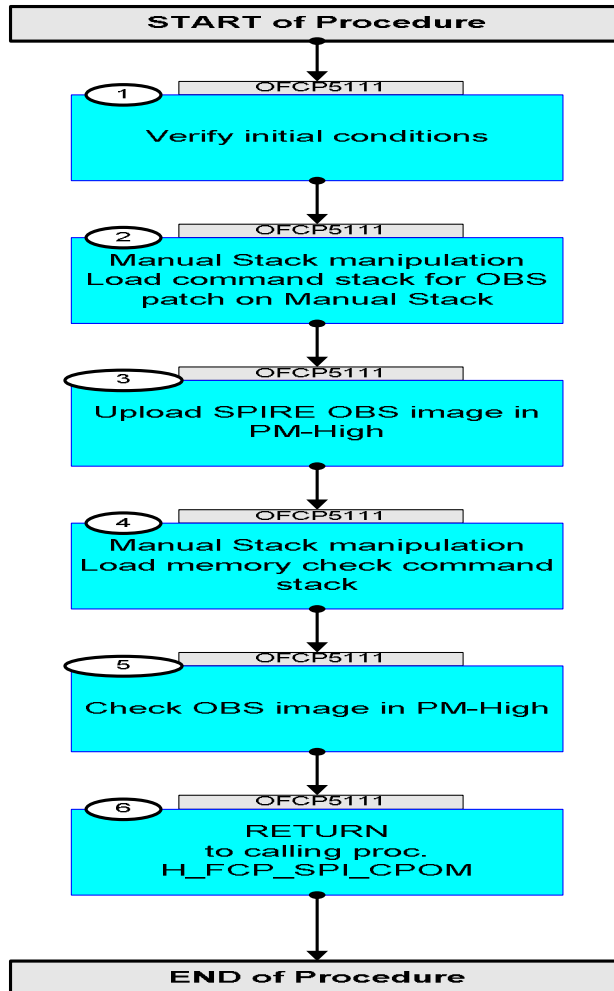 START of Procedure
OFCP5111
1
Verify initial conditions
OFCP5111
2
Manual Stack manipulation
Load command stack for OBS
patch on Manual Stack
OFCP5111
3
Upload SPIRE OBS image in
PM-High
OFCP5111
4
Manual Stack manipulation
Load memory check command
stack
OFCP5111
5
Check OBS image in PM-High
OFCP5111
6
RETURN
to calling proc.
H_FCP_SPI_CPOM
END of Procedure